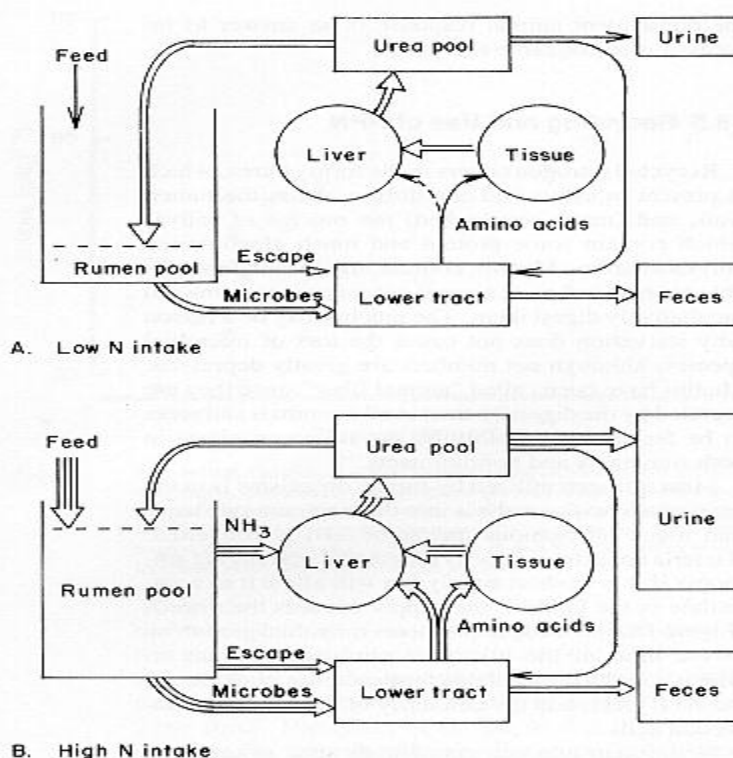 Urea pool
Urine
Feed
Liver
Tissue
Amino acids
Rumen pool
Escape
Microbes
Lower tract
Feces
A. Low N intake
Feed
Urea pool
Urine
NH₃
Liver
Tissue
Rumen pool
Amino acids
Escape
Microbes
Lower tract
Feces
B. High N intake